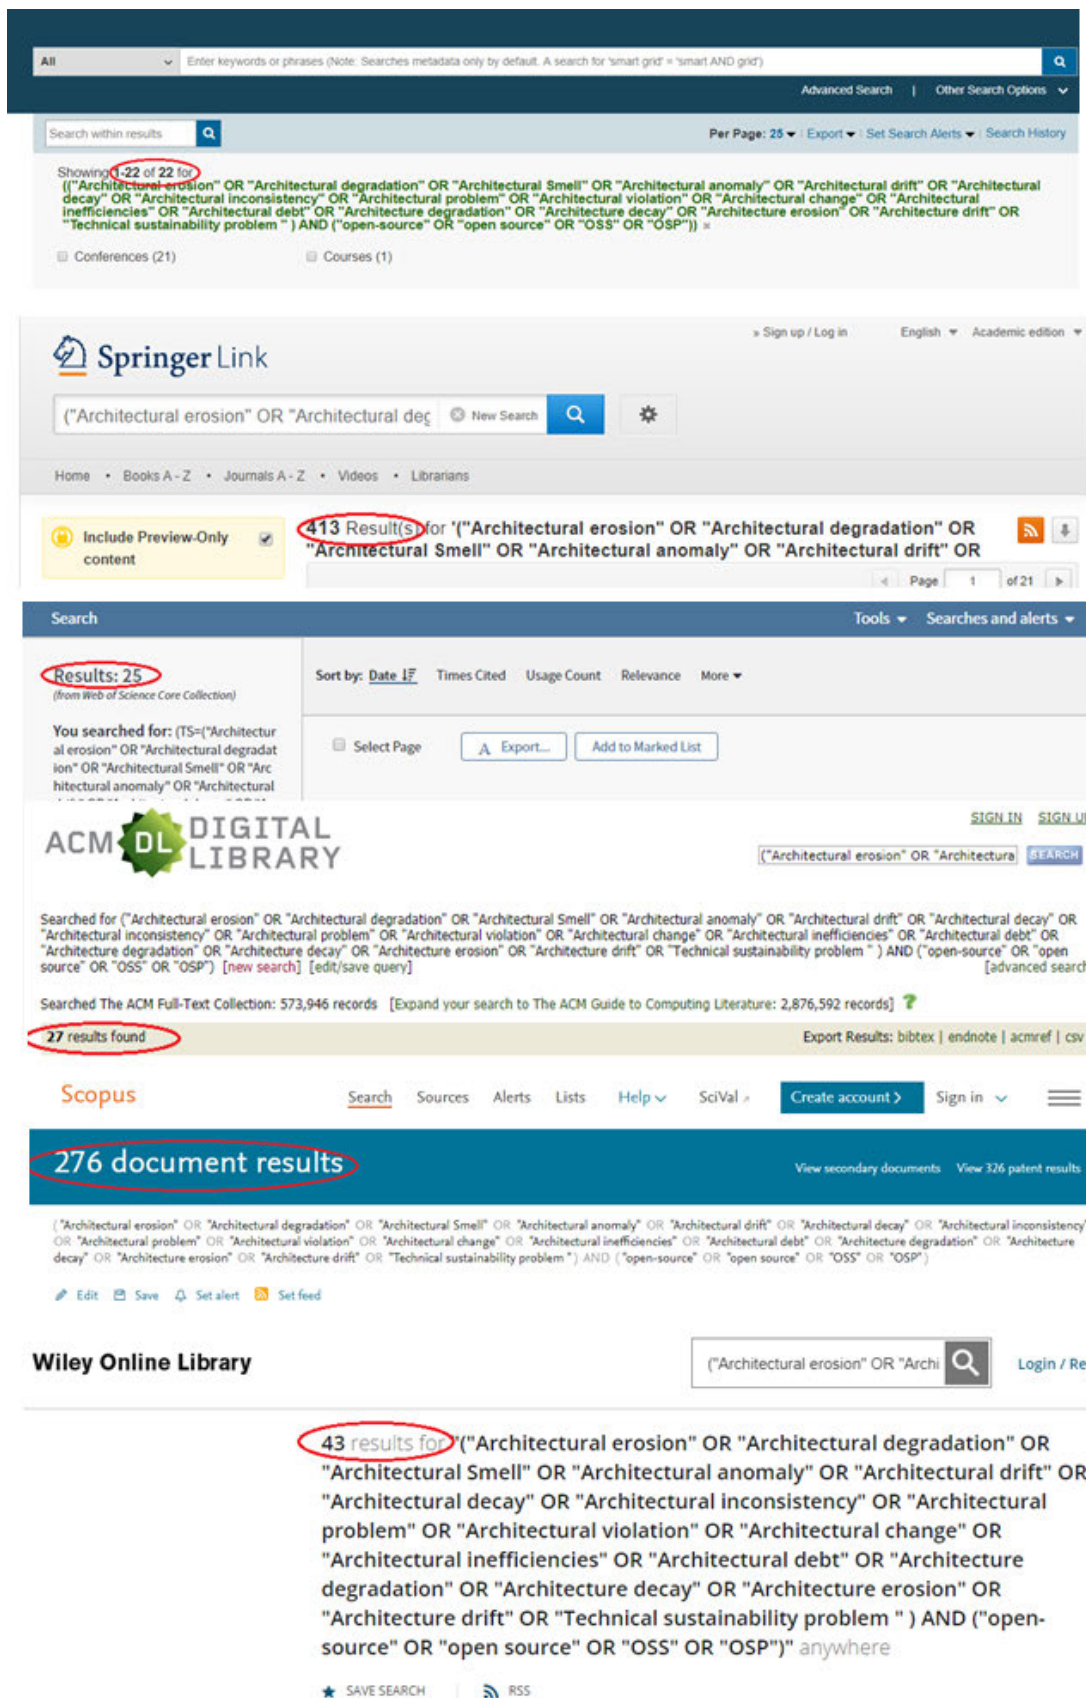 All Enter keywords or phrases (Note: Searches metadata only by default. A search for 'smart grid' = 'smart AND grid')
Advanced Search | Other Search Options
Search within results Per Page: 25 | Export | Set Search Alerts | Search History
Showing 1-22 of 22 for
(("Architectural erosion" OR "Architectural degradation" OR "Architectural Smell" OR "Architectural anomaly" OR "Architectural drift" OR "Architectural
decay" OR "Architectural inconsistency" OR "Architectural problem" OR "Architectural violation" OR "Architectural change" OR "Architectural
inefficiencies" OR "Architectural debt" OR "Architecture degradation" OR "Architecture decay" OR "Architecture erosion" OR "Architecture drift" OR
"Technical sustainability problem " ) AND ("open-source" OR "open source" OR "OSS" OR "OSP"))
Conferences (21) Courses (1)
» Sign up / Log in English Academic edition
Springer Link
("Architectural erosion" OR "Architectural deg New Search
Home • Books A - Z • Journals A - Z • Videos • Librarians
Include Preview-Only
content
413 Result(s) for '("Architectural erosion" OR "Architectural degradation" OR
"Architectural Smell" OR "Architectural anomaly" OR "Architectural drift" OR
Page 1 of 21
Search Tools Searches and alerts
Results: 25
(from Web of Science Core Collection)
Sort by: Date Times Cited Usage Count Relevance More
You searched for: (TS=("Architectur
al erosion" OR "Architectural degradat
ion" OR "Architectural Smell" OR "Arc
hitectural anomaly" OR "Architectural
Select Page Export... Add to Marked List
ACM DL DIGITAL
LIBRARY
SIGN IN SIGN U
("Architectural erosion" OR "Architectura SEARCH
Searched for ("Architectural erosion" OR "Architectural degradation" OR "Architectural Smell" OR "Architectural anomaly" OR "Architectural drift" OR "Architectural decay" OR
"Architectural inconsistency" OR "Architectural problem" OR "Architectural violation" OR "Architectural change" OR "Architectural inefficiencies" OR "Architectural debt" OR
"Architecture degradation" OR "Architecture decay" OR "Architecture erosion" OR "Architecture drift" OR "Technical sustainability problem " ) AND ("open-source" OR "open
source" OR "OSS" OR "OSP") [new search] [edit/save query] [advanced search
Searched The ACM Full-Text Collection: 573,946 records [Expand your search to The ACM Guide to Computing Literature: 2,876,592 records] ?
27 results found Export Results: bibtex | endnote | acmref | csv
Scopus Search Sources Alerts Lists Help SciVal Create account > Sign in
276 document results View secondary documents View 326 patent results
( "Architectural erosion" OR "Architectural degradation" OR "Architectural Smell" OR "Architectural anomaly" OR "Architectural drift" OR "Architectural decay" OR "Architectural inconsistency"
OR "Architectural problem" OR "Architectural violation" OR "Architectural change" OR "Architectural inefficiencies" OR "Architectural debt" OR "Architecture degradation" OR "Architecture
decay" OR "Architecture erosion" OR "Architecture drift" OR "Technical sustainability problem " ) AND ( "open-source" OR "open source" OR "OSS" OR "OSP" )
Edit Save Set alert Set feed
Wiley Online Library ("Architectural erosion" OR "Archi Login / Re
43 results for "("Architectural erosion" OR "Architectural degradation" OR
"Architectural Smell" OR "Architectural anomaly" OR "Architectural drift" OR
"Architectural decay" OR "Architectural inconsistency" OR "Architectural
problem" OR "Architectural violation" OR "Architectural change" OR
"Architectural inefficiencies" OR "Architectural debt" OR "Architecture
degradation" OR "Architecture decay" OR "Architecture erosion" OR
"Architecture drift" OR "Technical sustainability problem " ) AND ("open-
source" OR "open source" OR "OSS" OR "OSP")" anywhere
SAVE SEARCH RSS